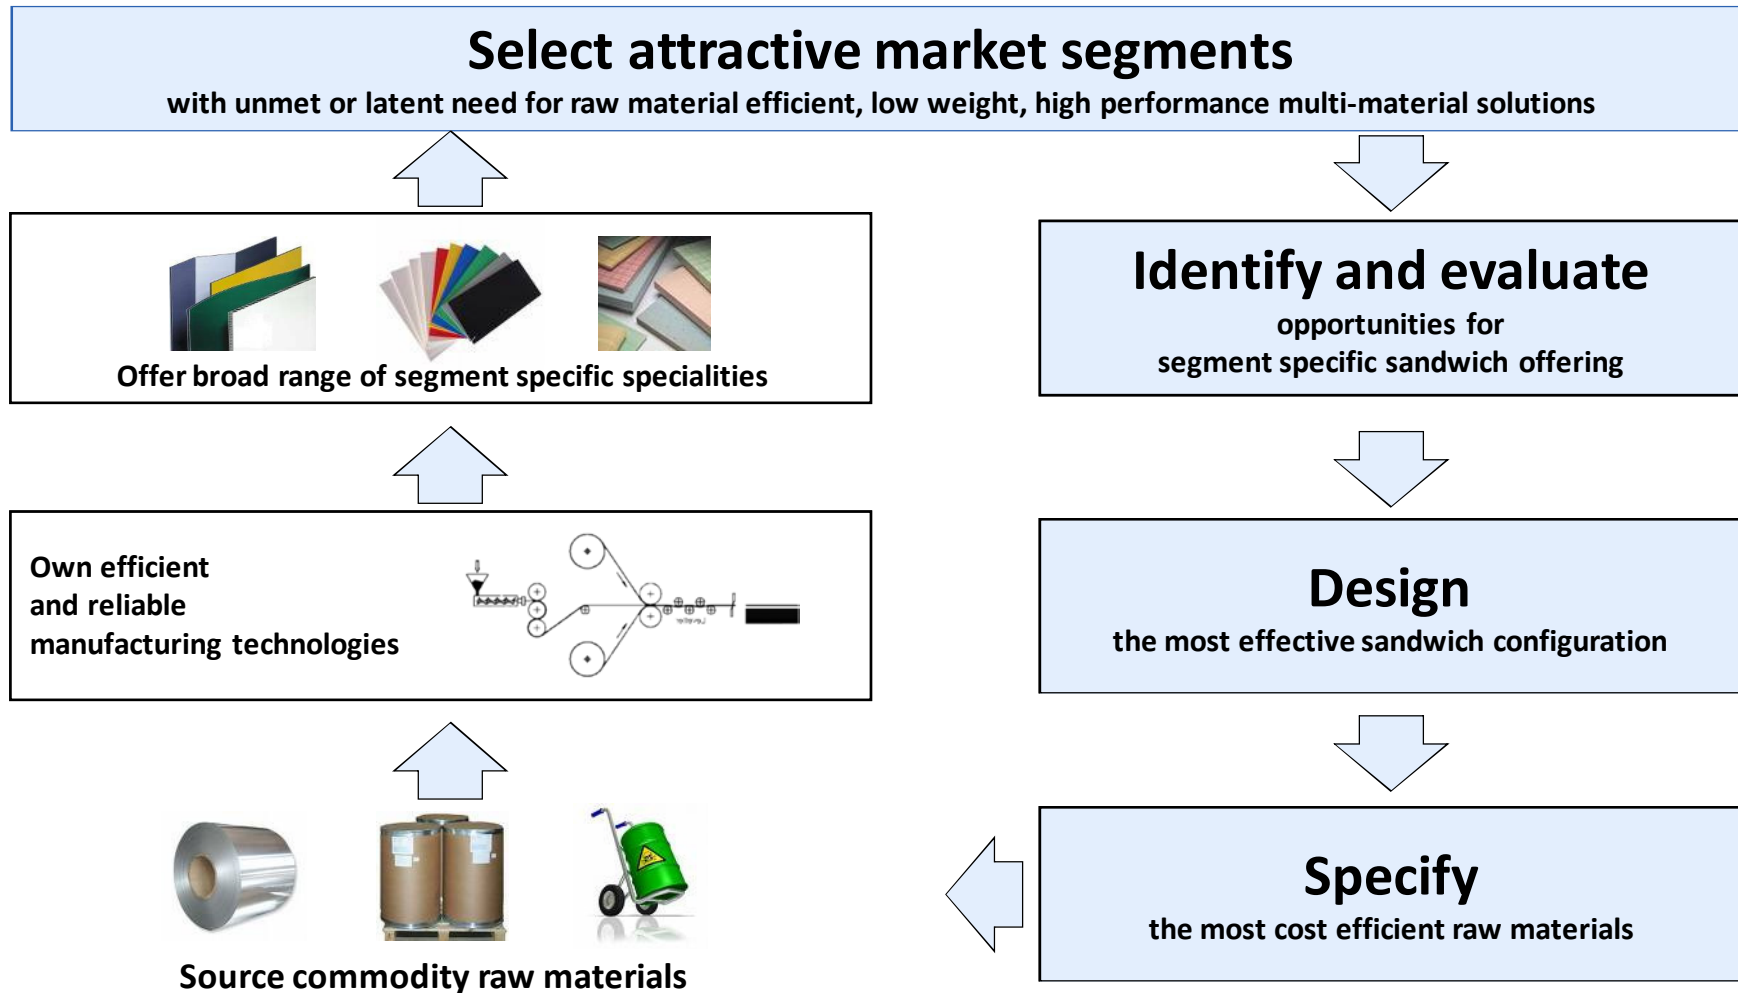 Select attractive market segments
with unmet or latent need for raw material efficient, low weight, high performance multi-material solutions
Offer broad range of segment specific specialities
Identify and evaluate
opportunities for
segment specific sandwich offering
Own efficient
and reliable
manufacturing technologies
Design
the most effective sandwich configuration
Specify
the most cost efficient raw materials
Source commodity raw materials